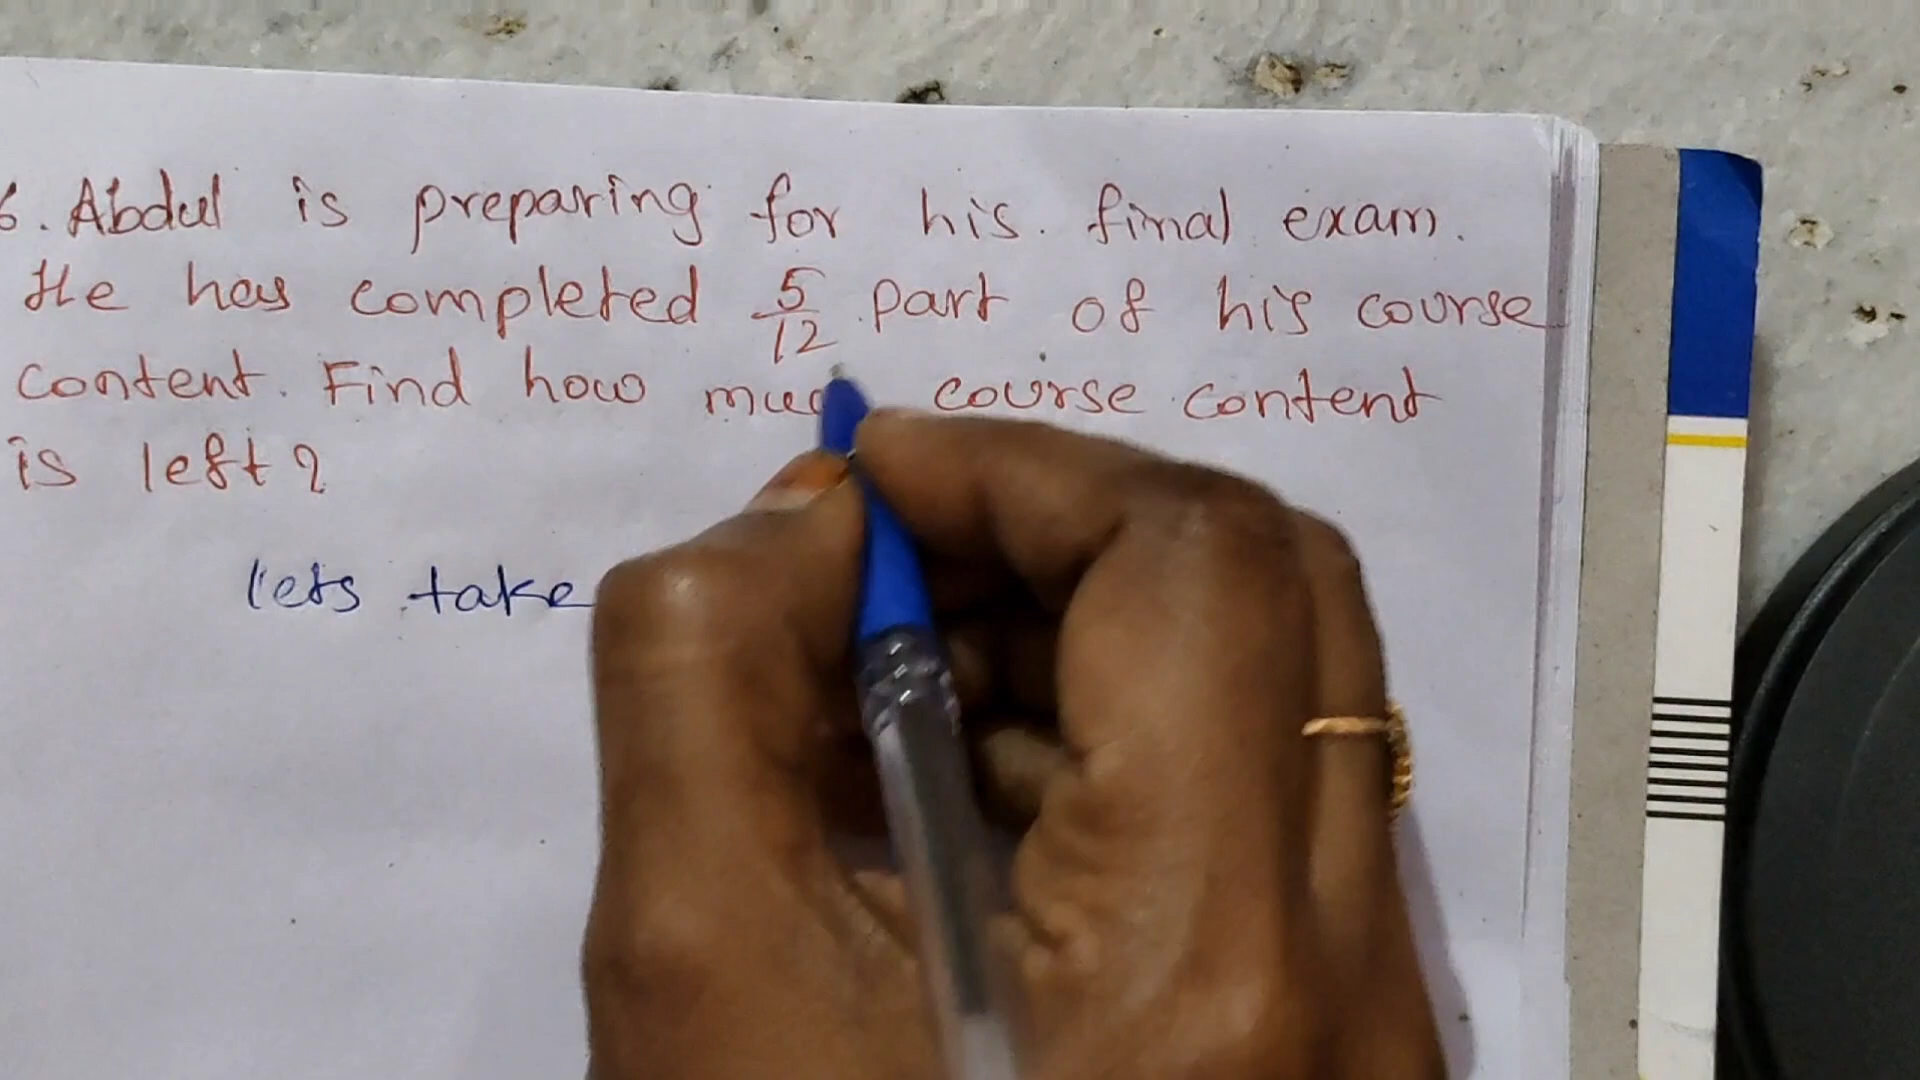 6. Abdul is preparing for his final exam.
He has completed 5/12 part of his course
content. Find how much course content
is left?
lets take